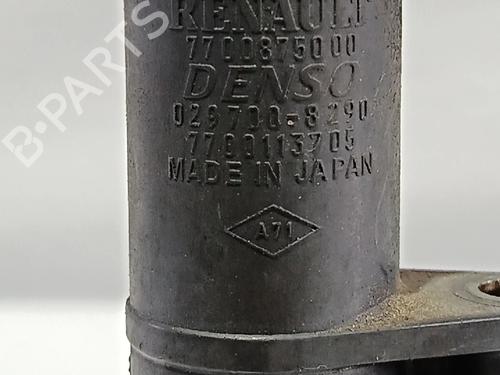 RENAULT
7700875000
DENSO
029700-8290
7700113705
MADE IN JAPAN
A71
B-PARTS